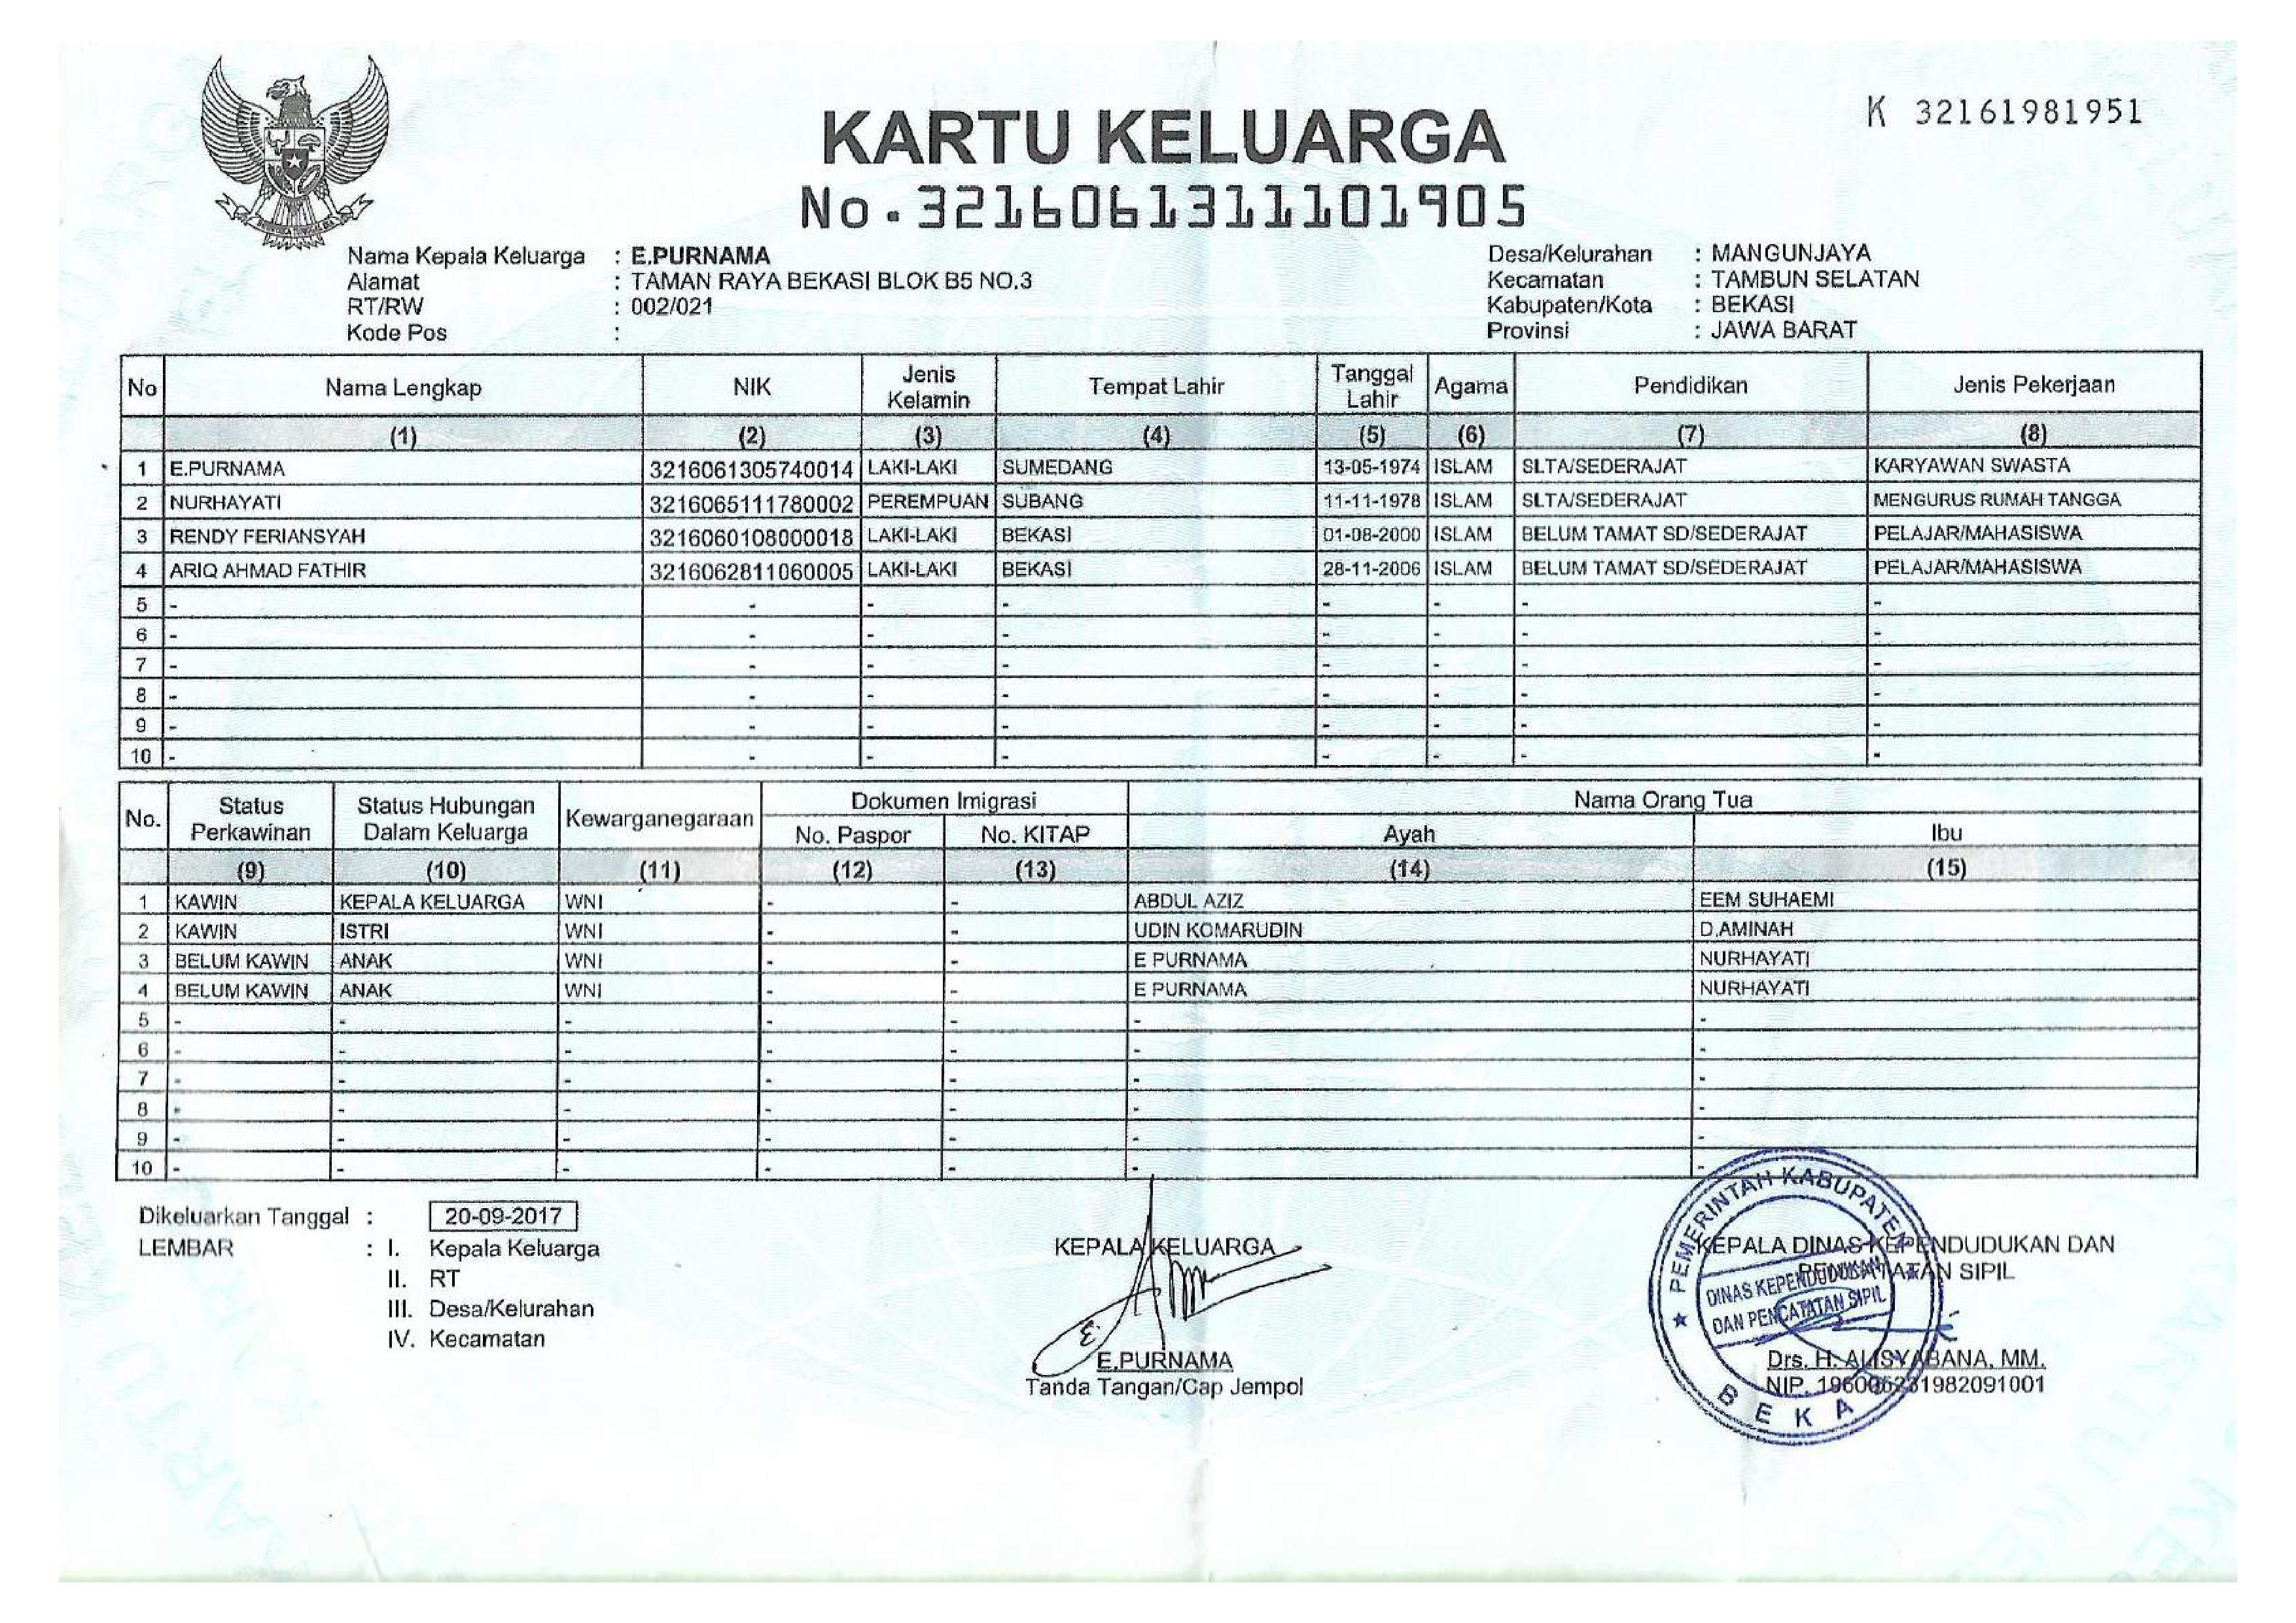 K 32161981951
KARTU KELUARGA
No.3216061311101905
Nama Kepala Keluarga : E.PURNAMA
Alamat : TAMAN RAYA BEKASI BLOK B5 NO.3
RT/RW : 002/021
Kode Pos :
Desa/Kelurahan : MANGUNJAYA
Kecamatan : TAMBUN SELATAN
Kabupaten/Kota : BEKASI
Provinsi : JAWA BARAT
No Nama Lengkap NIK Jenis Kelamin Tempat Lahir Tanggal Lahir Agama Pendidikan Jenis Pekerjaan
(1) (2) (3) (4) (5) (6) (7) (8)
1 E.PURNAMA 3216061305740014 LAKI-LAKI SUMEDANG 13-05-1974 ISLAM SLTA/SEDERAJAT KARYAWAN SWASTA
2 NURHAYATI 3216065111780002 PEREMPUAN SUBANG 11-11-1978 ISLAM SLTA/SEDERAJAT MENGURUS RUMAH TANGGA
3 RENDY FERIANSYAH 3216060108000018 LAKI-LAKI BEKASI 01-08-2000 ISLAM BELUM TAMAT SD/SEDERAJAT PELAJAR/MAHASISWA
4 ARIQ AHMAD FATHIR 3216062811060005 LAKI-LAKI BEKASI 28-11-2006 ISLAM BELUM TAMAT SD/SEDERAJAT PELAJAR/MAHASISWA
5 - - - - - - - -
6 - - - - - - - -
7 - - - - - - - -
8 - - - - - - - -
9 - - - - - - - -
10 - - - - - - - -
No. Status Perkawinan Status Hubungan Dalam Keluarga Kewarganegaraan Dokumen Imigrasi Nama Orang Tua
No. Paspor No. KITAP Ayah Ibu
(9) (10) (11) (12) (13) (14) (15)
1 KAWIN KEPALA KELUARGA WNI - - ABDUL AZIZ EEM SUHAEMI
2 KAWIN ISTRI WNI - - UDIN KOMARUDIN D.AMINAH
3 BELUM KAWIN ANAK WNI - - E PURNAMA NURHAYATI
4 BELUM KAWIN ANAK WNI - - E PURNAMA NURHAYATI
5 - - - - - - -
6 - - - - - - -
7 - - - - - - -
8 - - - - - - -
9 - - - - - - -
10 - - - - - - -
Dikeluarkan Tanggal : 20-09-2017
LEMBAR : I. Kepala Keluarga
II. RT
III. Desa/Kelurahan
IV. Kecamatan
KEPALA KELUARGA
E.PURNAMA
Tanda Tangan/Cap Jempol
KEPALA DINAS KEPENDUDUKAN DAN
SIPIL
Drs. H. ALISYABANA, MM.
NIP.
PEMERINTAH KABUPATEN
DINAS KEPENDUDUKAN
DAN PENCATATAN SIPIL